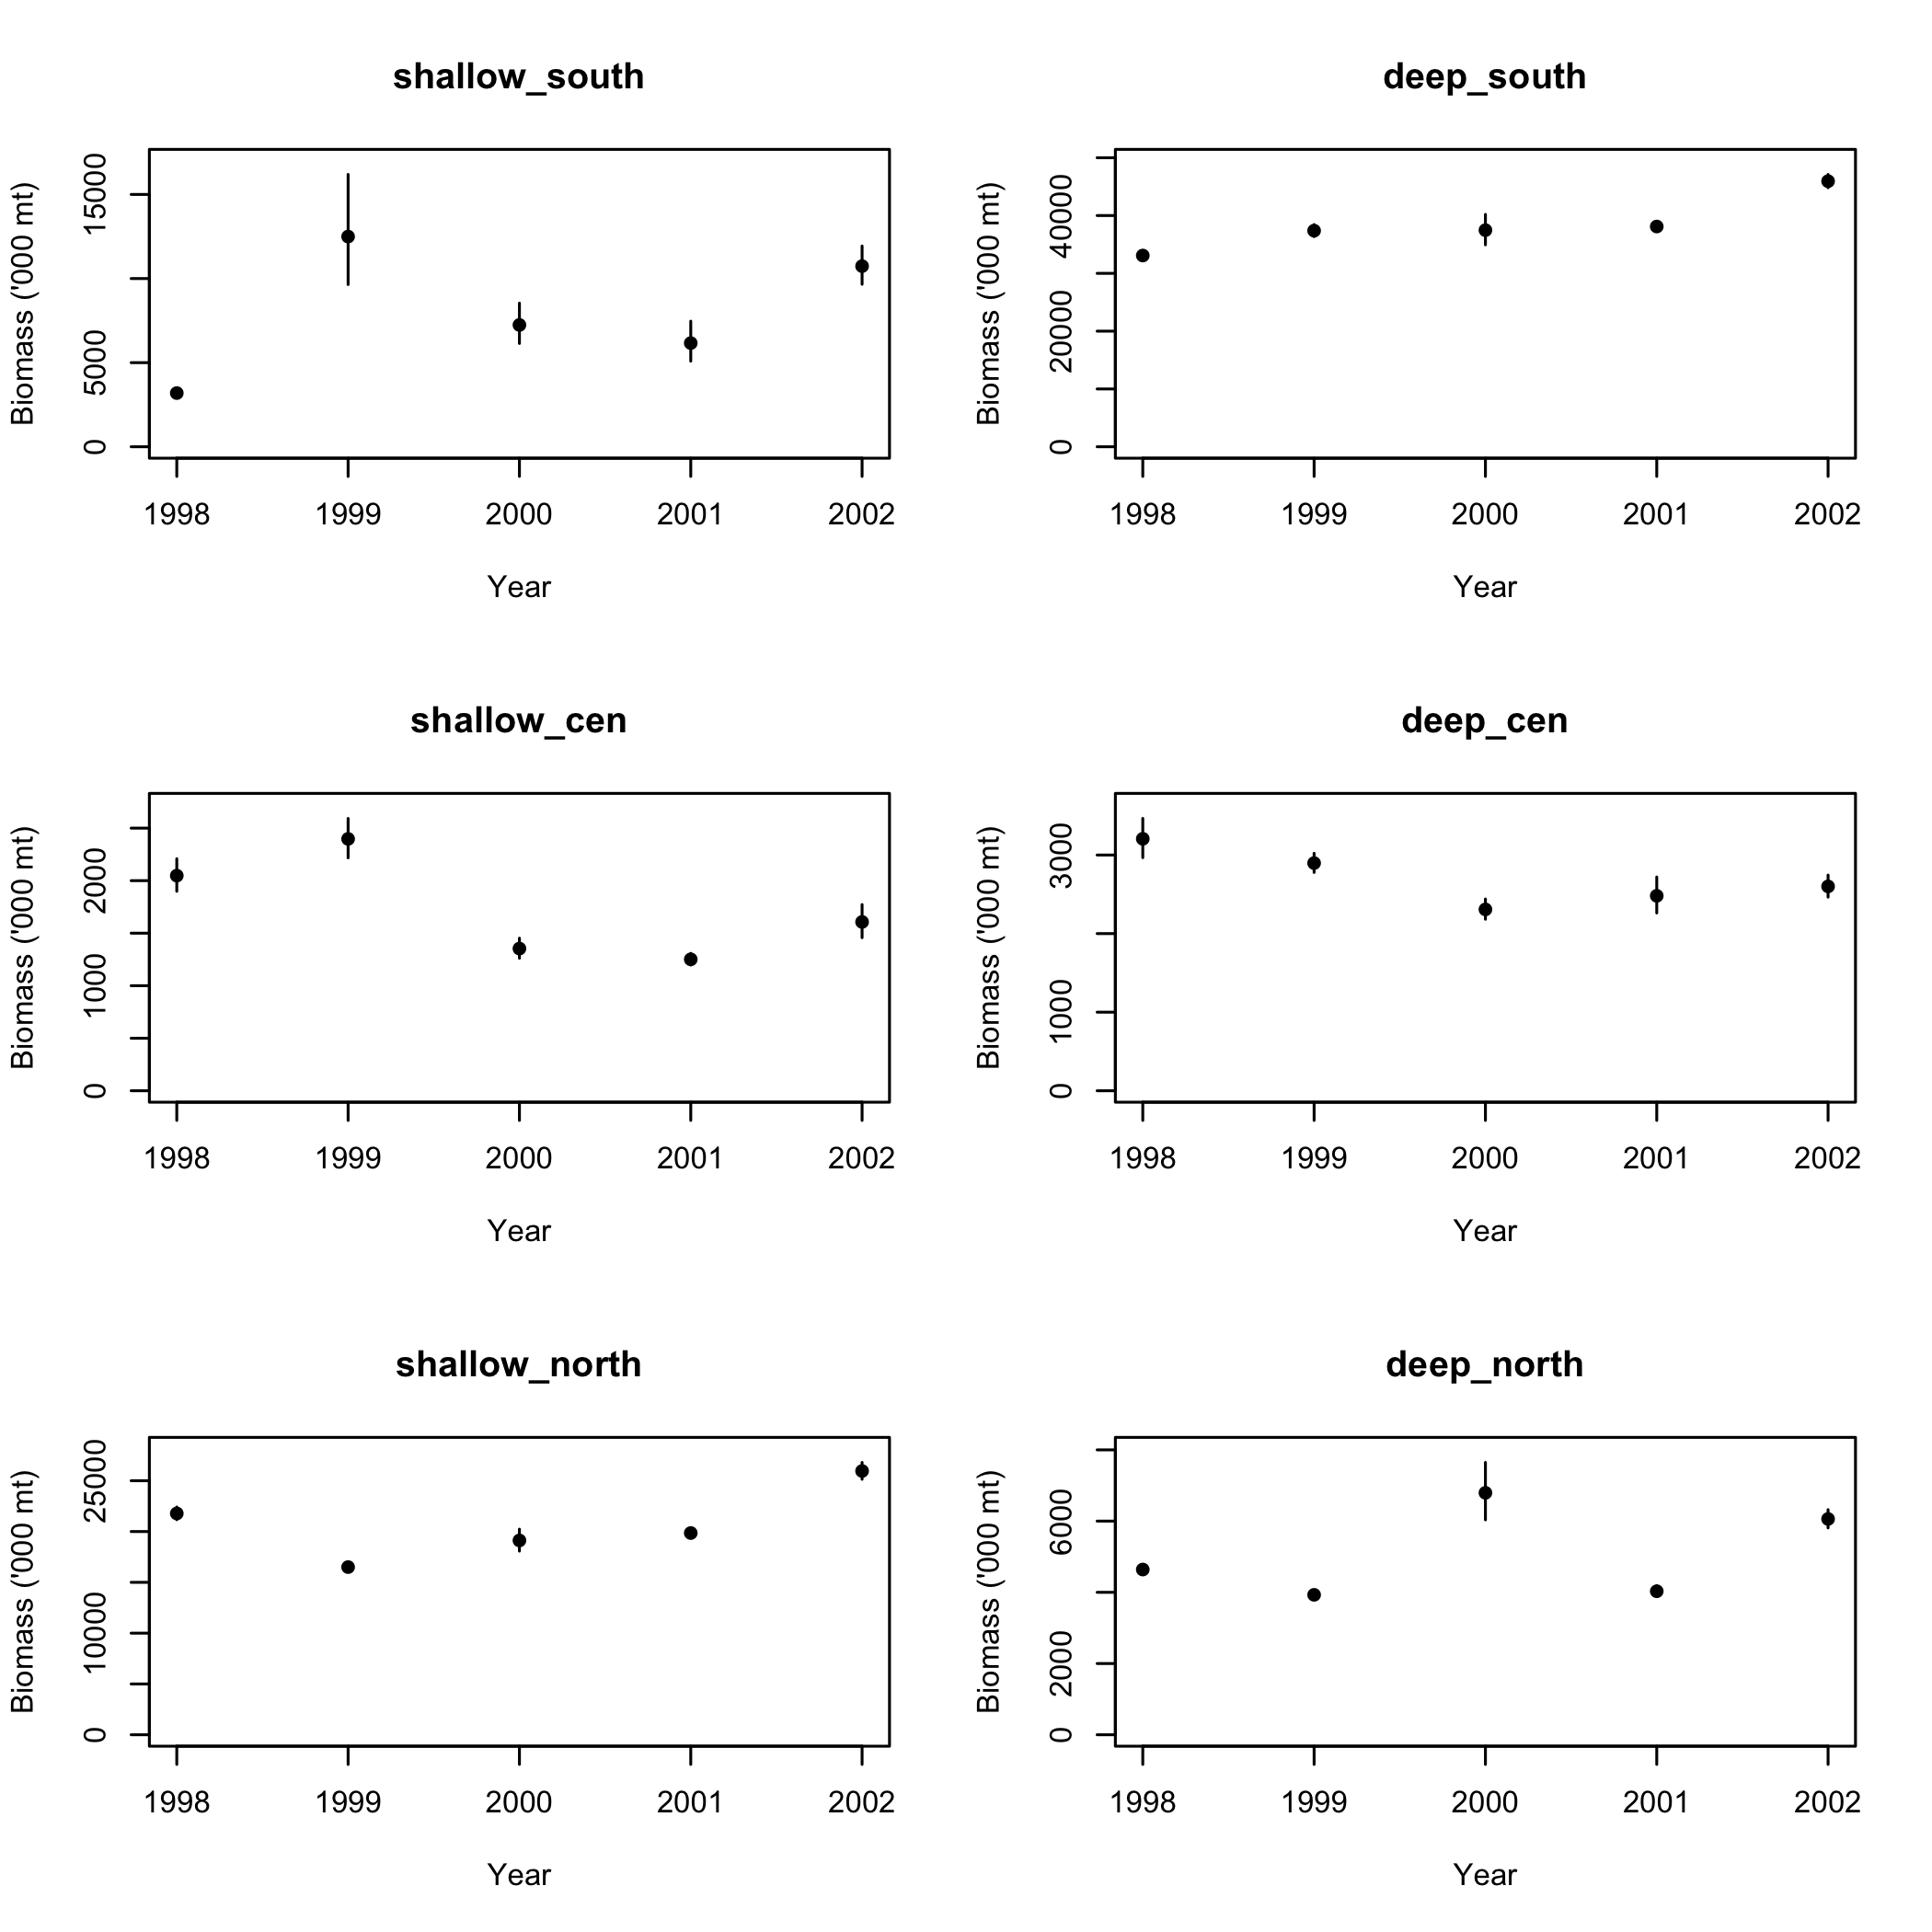 shallow_south
Biomass ('000 mt)
15000
5000
0
1998 1999 2000 2001 2002
Year
deep_south
Biomass ('000 mt)
40000
20000
0
1998 1999 2000 2001 2002
Year
shallow_cen
Biomass ('000 mt)
2000
1000
0
1998 1999 2000 2001 2002
Year
deep_cen
Biomass ('000 mt)
3000
1000
0
1998 1999 2000 2001 2002
Year
shallow_north
Biomass ('000 mt)
25000
10000
0
1998 1999 2000 2001 2002
Year
deep_north
Biomass ('000 mt)
6000
2000
0
1998 1999 2000 2001 2002
Year